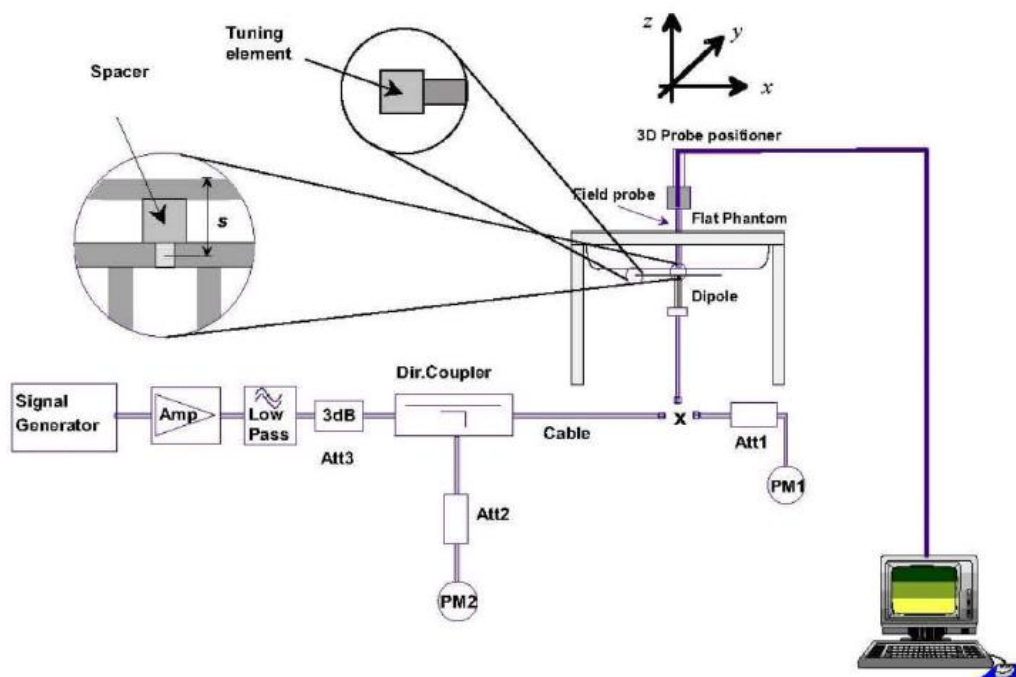 Tuning
element
Spacer
s
z
y
x
3D Probe positioner
Field probe
Flat Phantom
Dipole
Dir.Coupler
Signal
Generator
Amp
Low
Pass
3dB
Att3
Cable
x
Att1
PM1
Att2
PM2